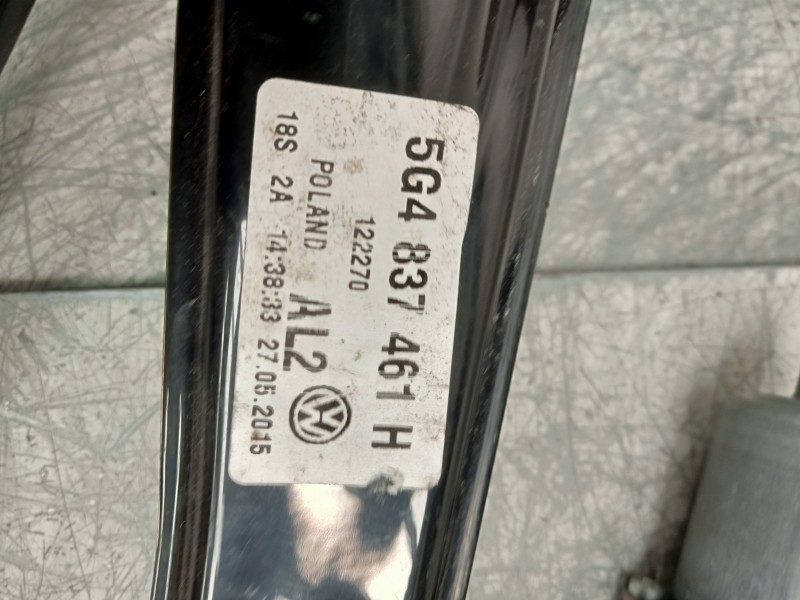 5G4 837 461 H
122270
POLAND AL2
18S 2A 14:38:33 27.05.2015